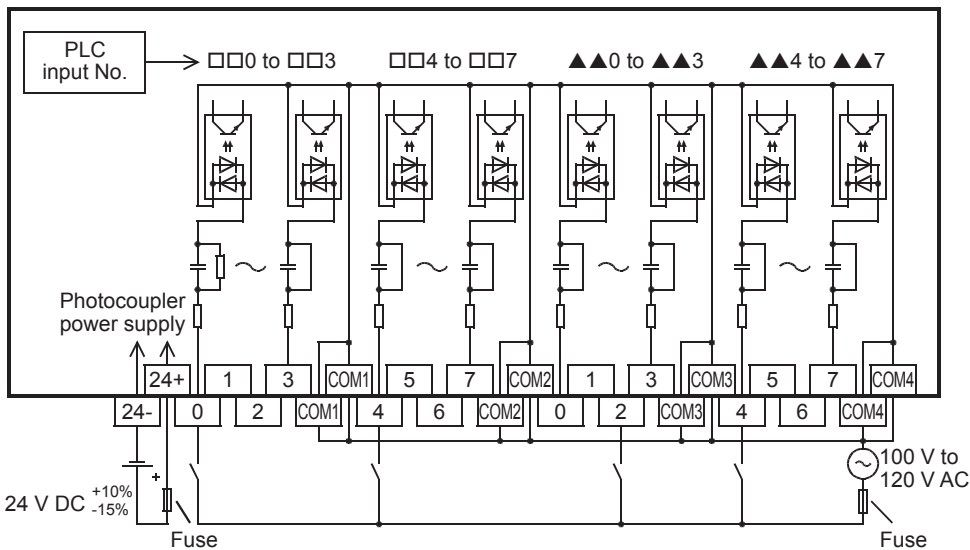 PLC
input No.
□□0 to □□3
□□4 to □□7
▲▲0 to ▲▲3
▲▲4 to ▲▲7
Photocoupler
power supply
24+ 1 3 COM1 5 7 COM2 1 3 COM3 5 7 COM4
24- 0 2 COM1 4 6 COM2 0 2 COM3 4 6 COM4
+
24 V DC +10%
-15%
Fuse
100 V to
120 V AC
Fuse